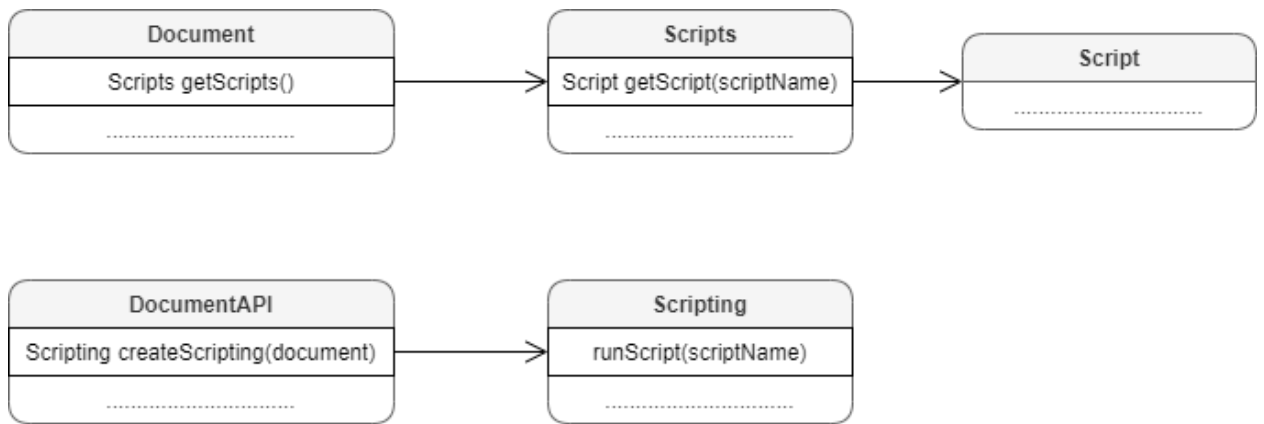 Document
Scripts getScripts()
................................
Scripts
Script getScript(scriptName)
................................
Script
................................
DocumentAPI
Scripting createScripting(document)
................................
Scripting
runScript(scriptName)
................................